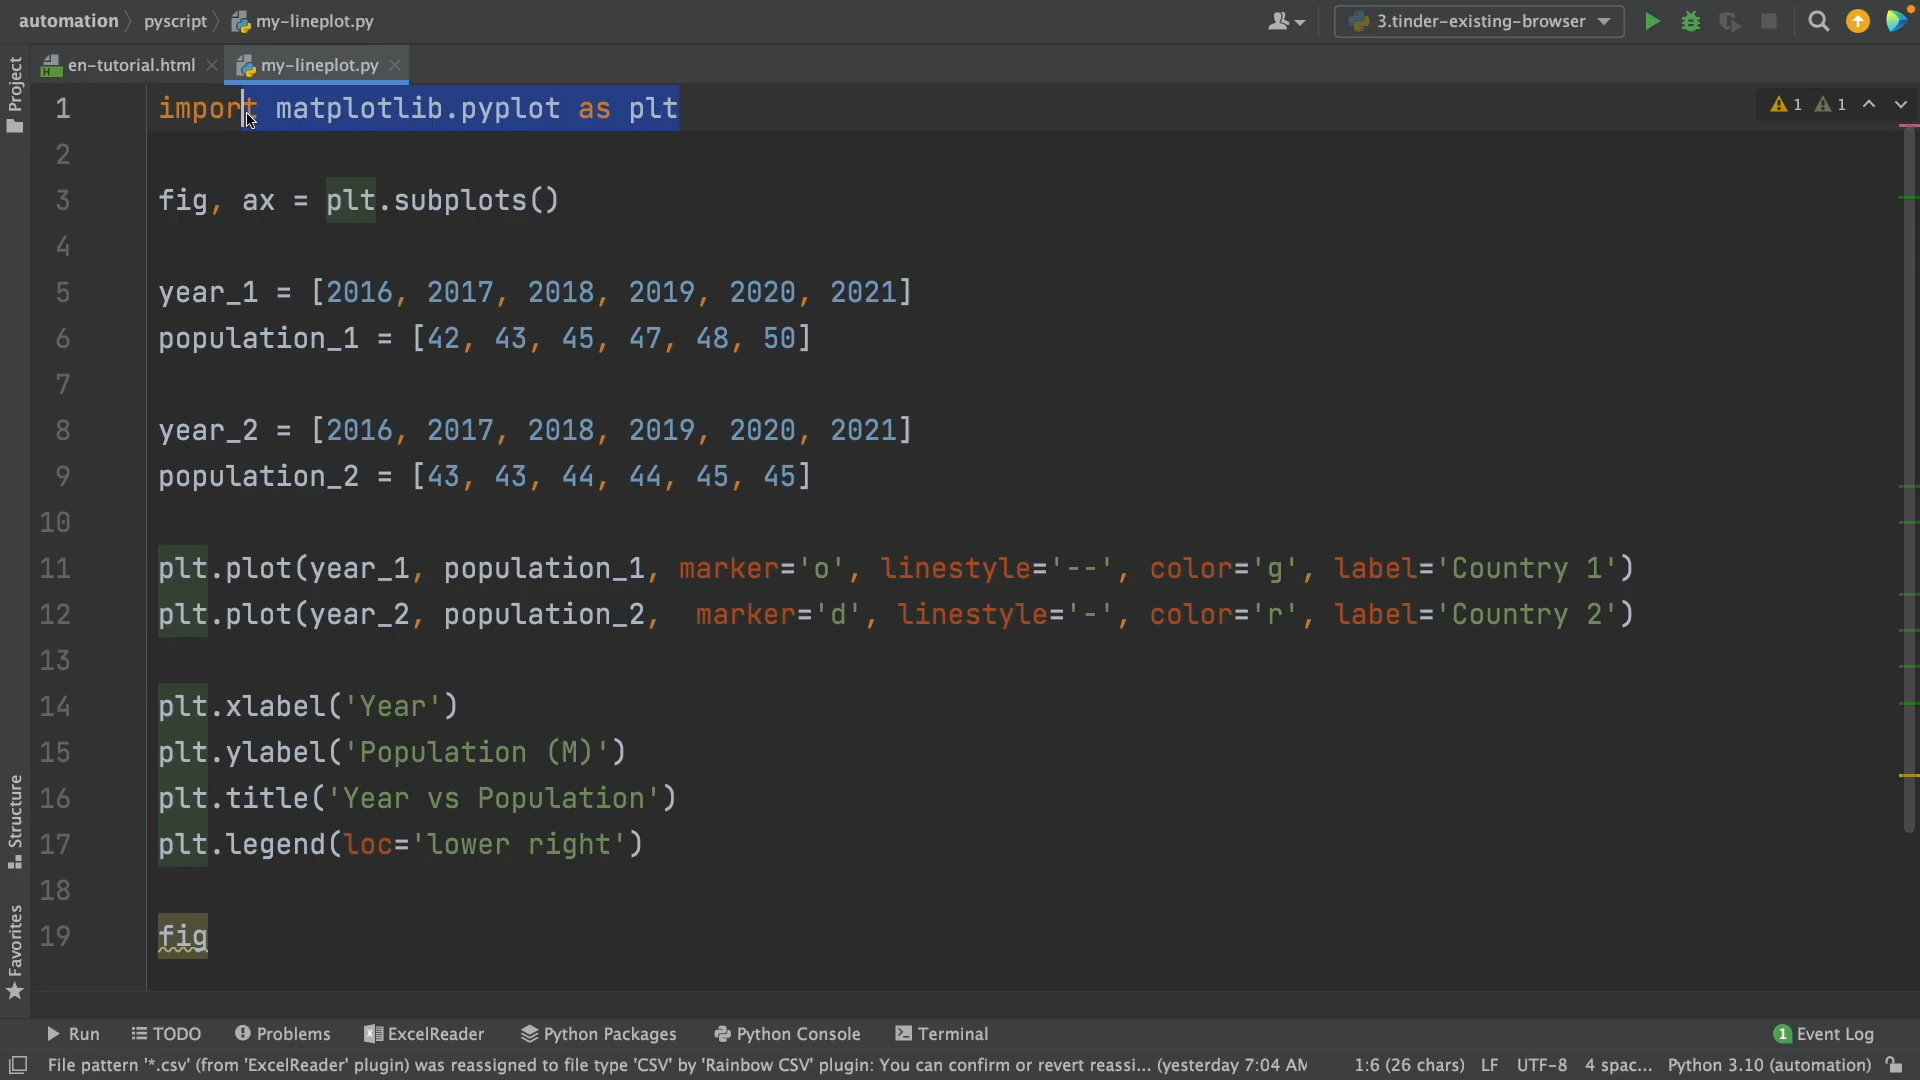 automation pyscript my-lineplot.py 3.tinder-existing-browser
en-tutorial.html my-lineplot.py
Project
1 import matplotlib.pyplot as plt
1 1
2
3 fig, ax = plt.subplots()
4
5 year_1 = [2016, 2017, 2018, 2019, 2020, 2021]
6 population_1 = [42, 43, 45, 47, 48, 50]
7
8 year_2 = [2016, 2017, 2018, 2019, 2020, 2021]
9 population_2 = [43, 43, 44, 44, 45, 45]
10
11 plt.plot(year_1, population_1, marker='o', linestyle='--', color='g', label='Country 1')
12 plt.plot(year_2, population_2,  marker='d', linestyle='-', color='r', label='Country 2')
13
14 plt.xlabel('Year')
15 plt.ylabel('Population (M)')
16 plt.title('Year vs Population')
17 plt.legend(loc='lower right')
18
19 fig
Structure
Favorites
Run TODO Problems ExcelReader Python Packages Python Console Terminal 1 Event Log
File pattern '*.csv' (from 'ExcelReader' plugin) was reassigned to file type 'CSV' by 'Rainbow CSV' plugin: You can confirm or revert reassi... (yesterday 7:04 AM 1:6 (26 chars) LF UTF-8 4 spac... Python 3.10 (automation)